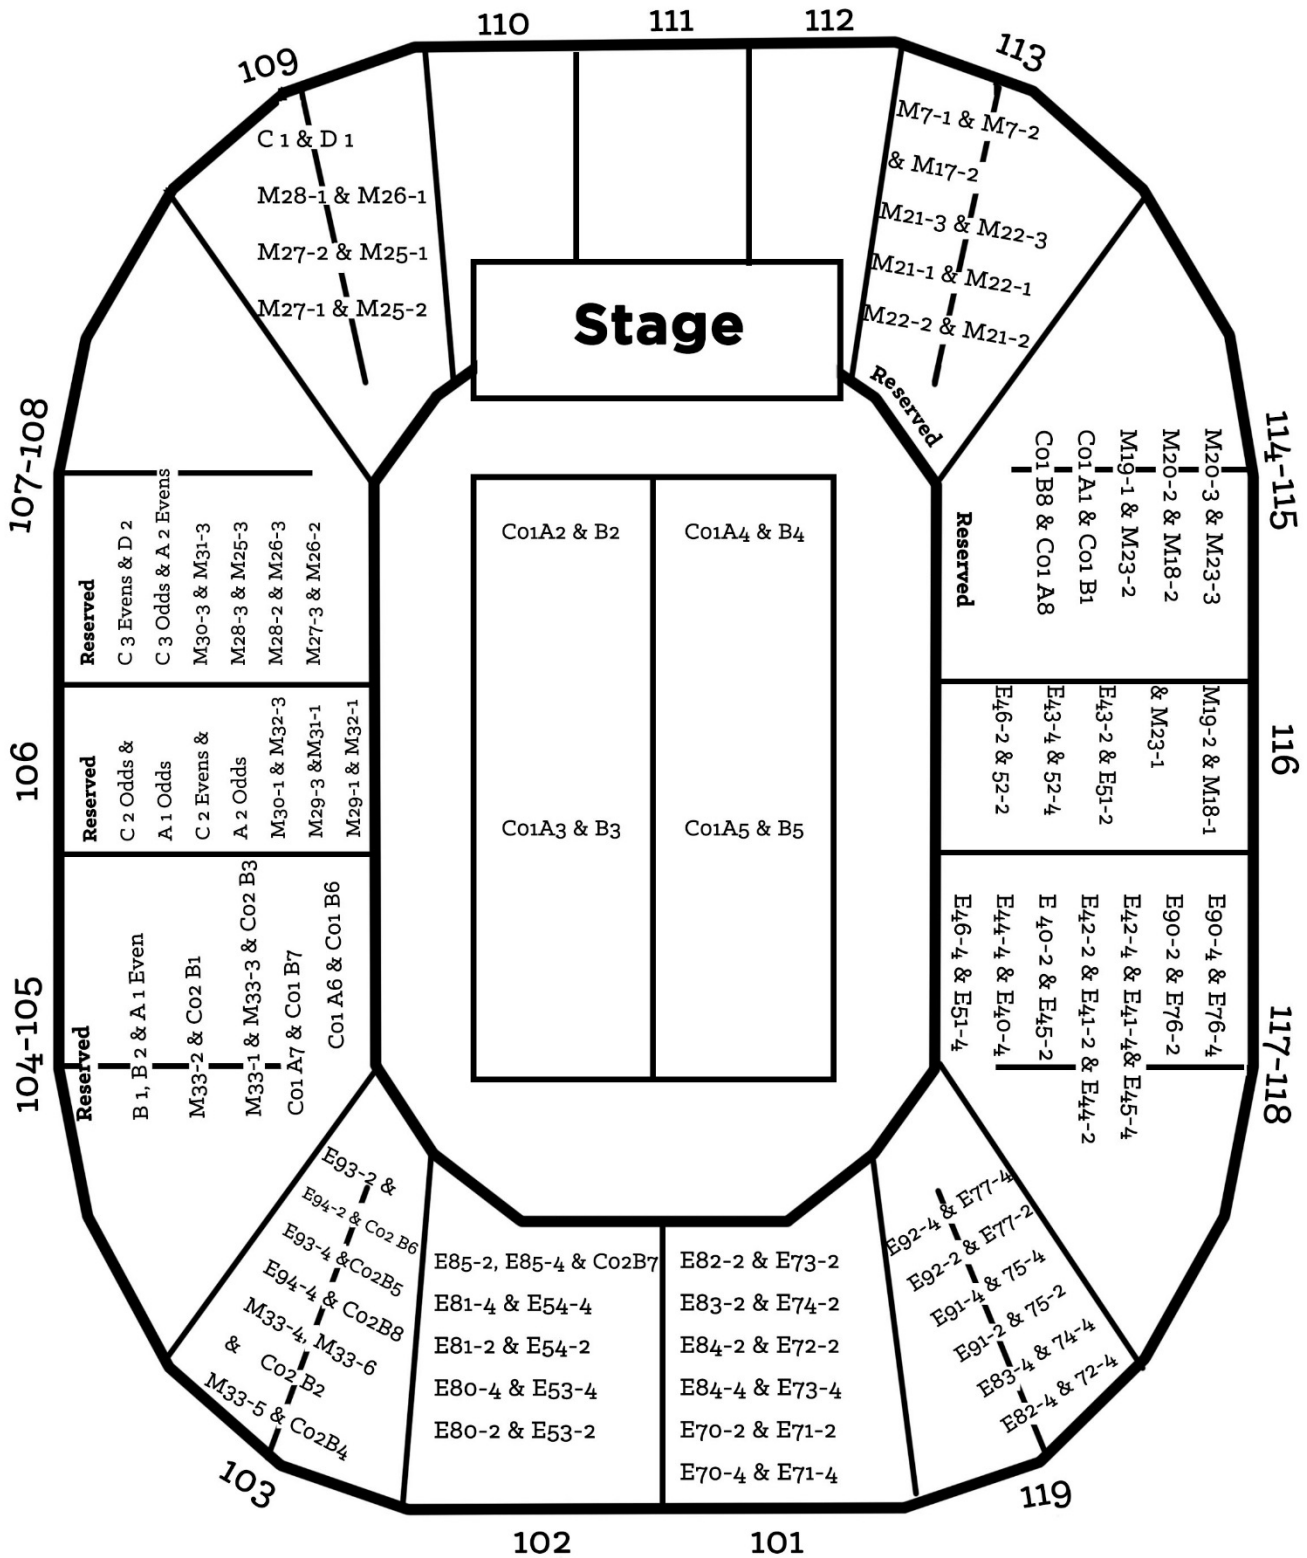 110
111
112
109
113
C 1 & D 1
M28-1 & M26-1
M27-2 & M25-1
M27-1 & M25-2
M7-1 & M7-2
& M17-2
M21-3 & M22-3
M21-1 & M22-1
M22-2 & M21-2
Reserved
Stage
107-108
Reserved
C 3 Evens & D 2
C 3 Odds & A 2 Evens
M30-3 & M31-3
M28-3 & M25-3
M28-2 & M26-3
M27-3 & M26-2
114-115
M20-3 & M23-3
M20-2 & M18-2
M19-1 & M23-2
C01 A1 & C01 B1
C01 B8 & C01 A8
Reserved
C01A2 & B2
C01A4 & B4
C01A3 & B3
C01A5 & B5
106
Reserved
C 2 Odds &
A 1 Odds
C 2 Evens &
A 2 Odds
M30-1 & M32-3
M29-3 &M31-1
M29-1 & M32-1
116
M19-2 & M18-1
& M23-1
E43-2 & E51-2
E43-4 & 52-4
E46-2 & 52-2
104-105
Reserved
B 1, B 2 & A 1 Even
M33-2 & C02 B1
M33-1 & M33-3 & C02 B3
C01 A7 & C01 B7
C01 A6 & C01 B6
117-118
E90-4 & E76-4
E90-2 & E76-2
E42-4 & E41-4& E45-4
E42-2 & E41-2 & E44-2
E 40-2 & E45-2
E44-4 & E40-4
E46-4 & E51-4
E93-2 &
E94-2 & C02 B6
E93-4 &C02B5
E94-4 & C02B8
M33-4, M33-6
& C02 B2
M33-5 & C02B4
103
E85-2, E85-4 & C02B7
E81-4 & E54-4
E81-2 & E54-2
E80-4 & E53-4
E80-2 & E53-2
102
E82-2 & E73-2
E83-2 & E74-2
E84-2 & E72-2
E84-4 & E73-4
E70-2 & E71-2
E70-4 & E71-4
101
E92-4 & E77-4
E92-2 & E77-2
E91-4 & 75-4
E91-2 & 75-2
E83-4 & 74-4
E82-4 & 72-4
119